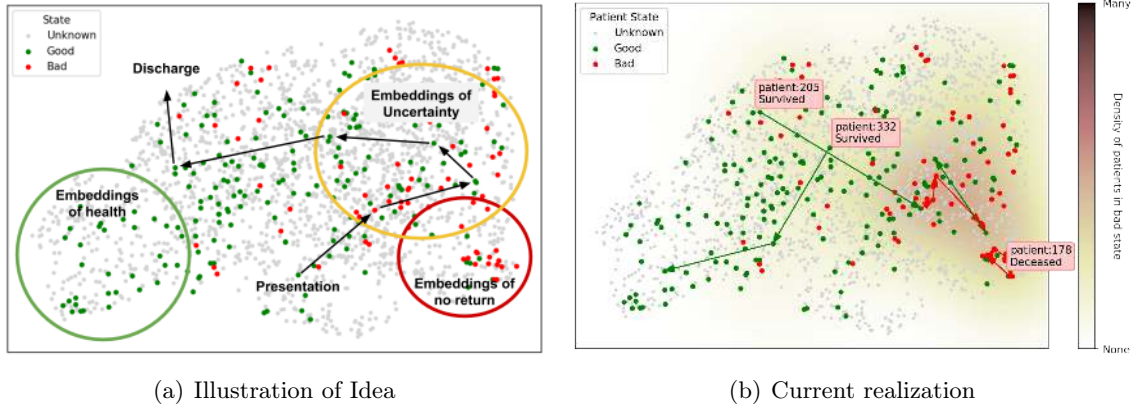 State
Unknown
Good
Bad
Discharge
Embeddings of
Uncertainty
Embeddings
of health
Presentation
Embeddings of
no return
(a) Illustration of Idea
Patient State
Unknown
Good
Bad
patient:205
Survived
patient:332
Survived
patient:178
Deceased
Many
Density of patients in bad state
None
(b) Current realization